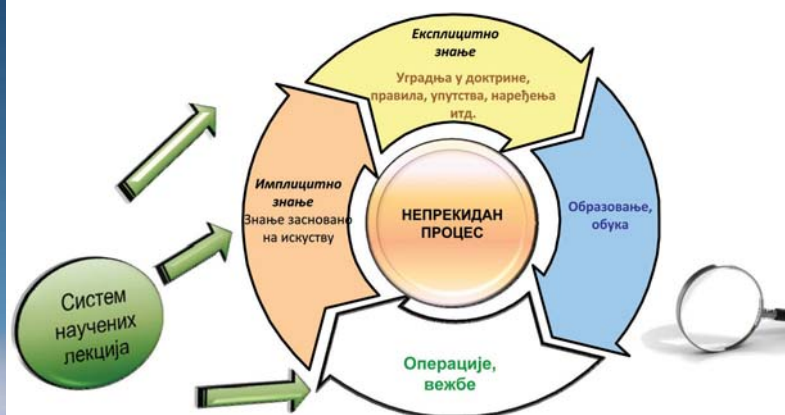 Експлицитно
знање
Уградња у доктрине,
правила, упутства, наређења
итд.
Имплицитно
знање
Знање засновано
на искуству
НЕПРЕКИДАН
ПРОЦЕС
Образовање,
обука
Систем
научених
лекција
Операције,
вежбе